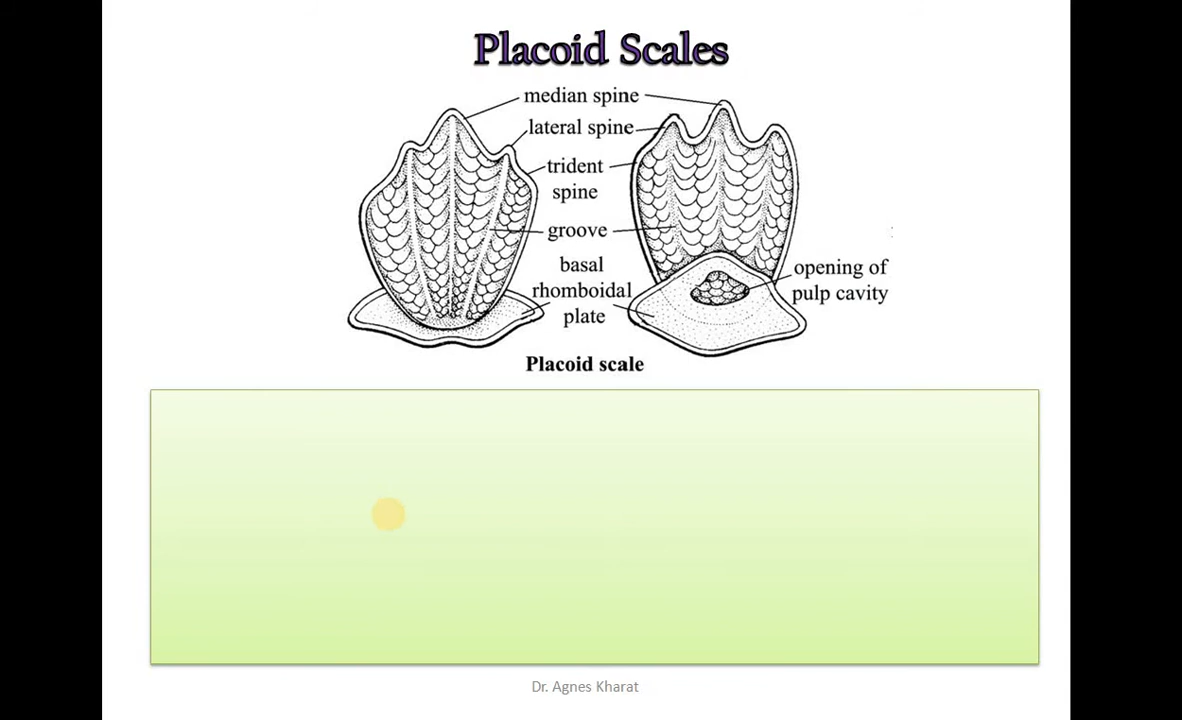 Placoid Scales
median spine
lateral spine
trident
spine
groove
basal
rhomboidal
plate
opening of
pulp cavity
Placoid scale
Dr. Agnes Kharat